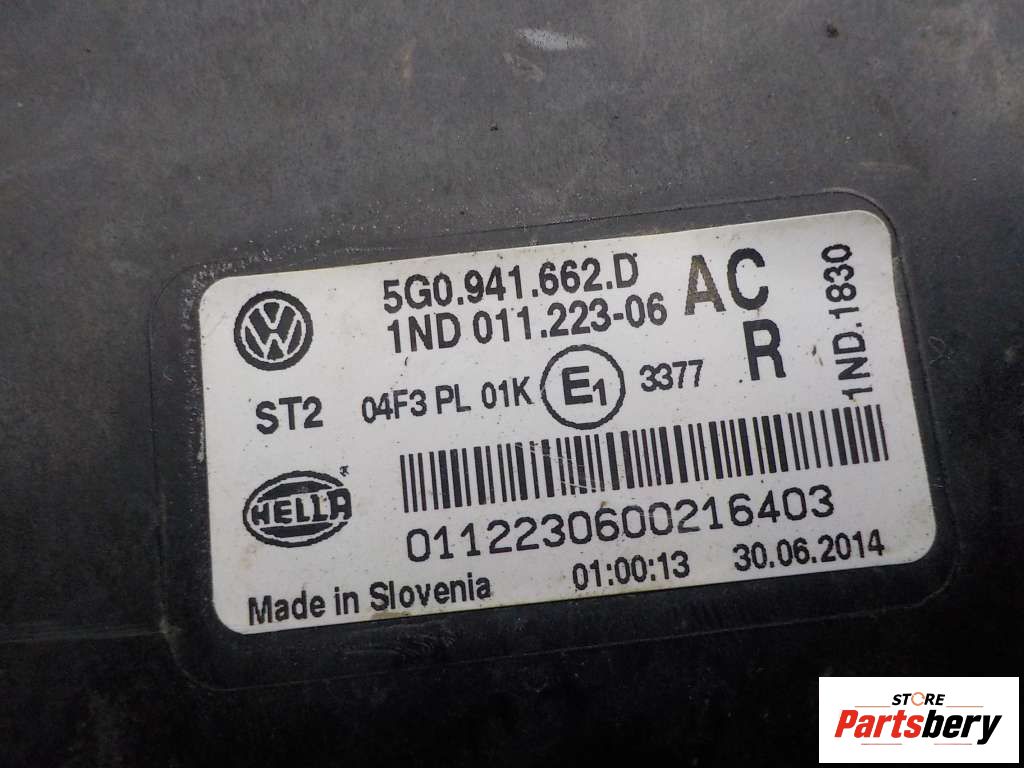 5G0.941.662.D AC
1ND 011.223-06 R
1ND.1830
ST2 04F3 PL 01K E1 3377
HELLA
0112230600216403
Made in Slovenia 01:00:13 30.06.2014
STORE
Partsbery